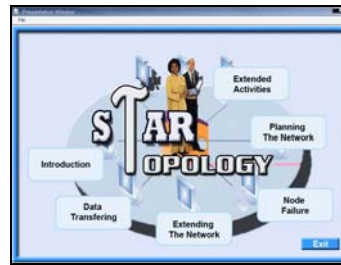 Presentation Window
File
Extended
Activities
Planning
The Network
STAR
TOPOLOGY
Introduction
Data
Transfering
Extending
The Network
Node
Failure
Exit